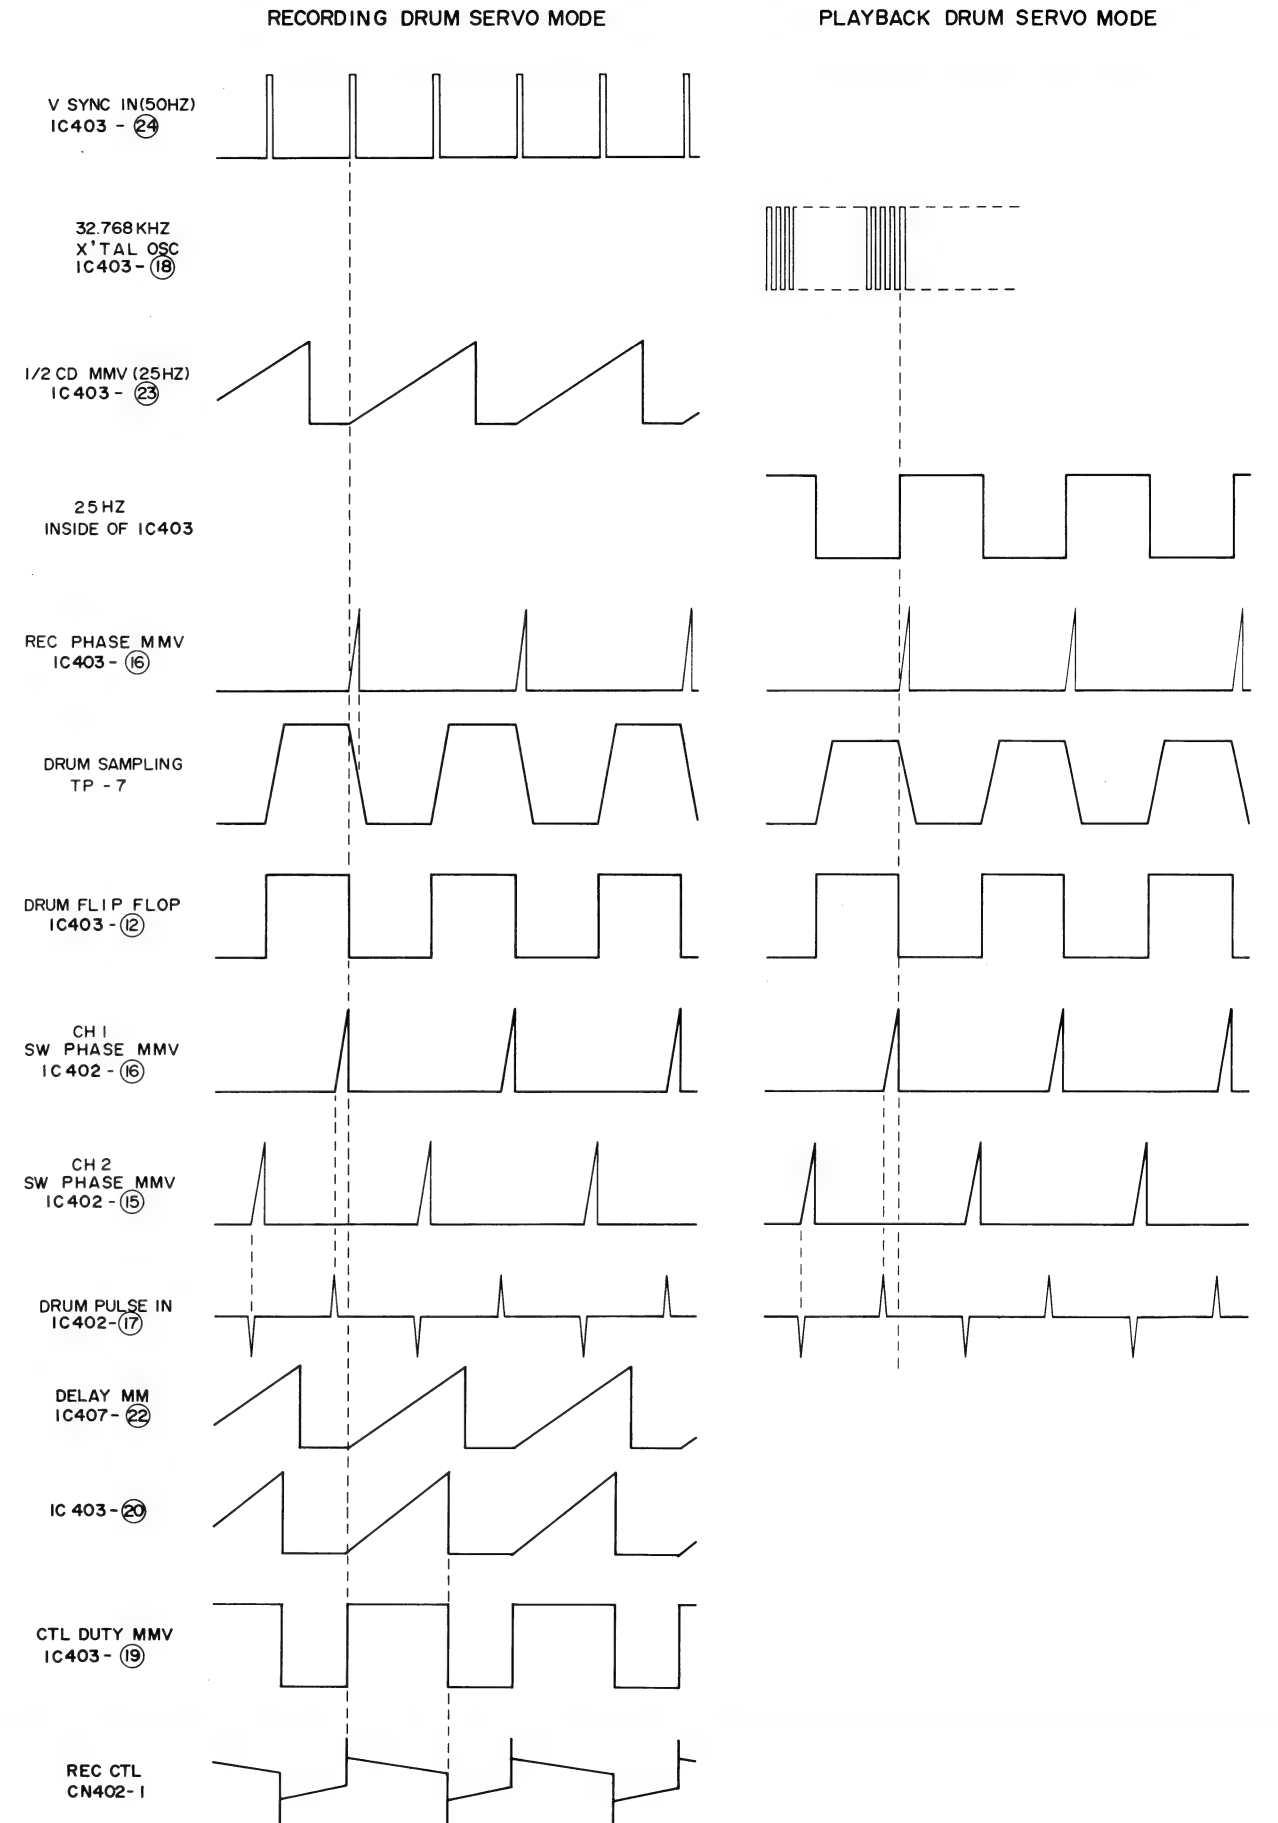 RECORDING DRUM SERVO MODE
PLAYBACK DRUM SERVO MODE
V SYNC IN(50HZ)
IC403 - 24
32.768KHZ
X'TAL OSC
IC403- 18
1/2 CD MMV (25HZ)
IC403- 23
25HZ
INSIDE OF IC403
REC PHASE MMV
IC403- 16
DRUM SAMPLING
TP - 7
DRUM FLIP FLOP
IC403 - 12
CH 1
SW PHASE MMV
IC402 - 16
CH 2
SW PHASE MMV
IC402 - 15
DRUM PULSE IN
IC402- 17
DELAY MM
IC407- 22
IC 403- 20
CTL DUTY MMV
IC403- 19
REC CTL
CN402- 1